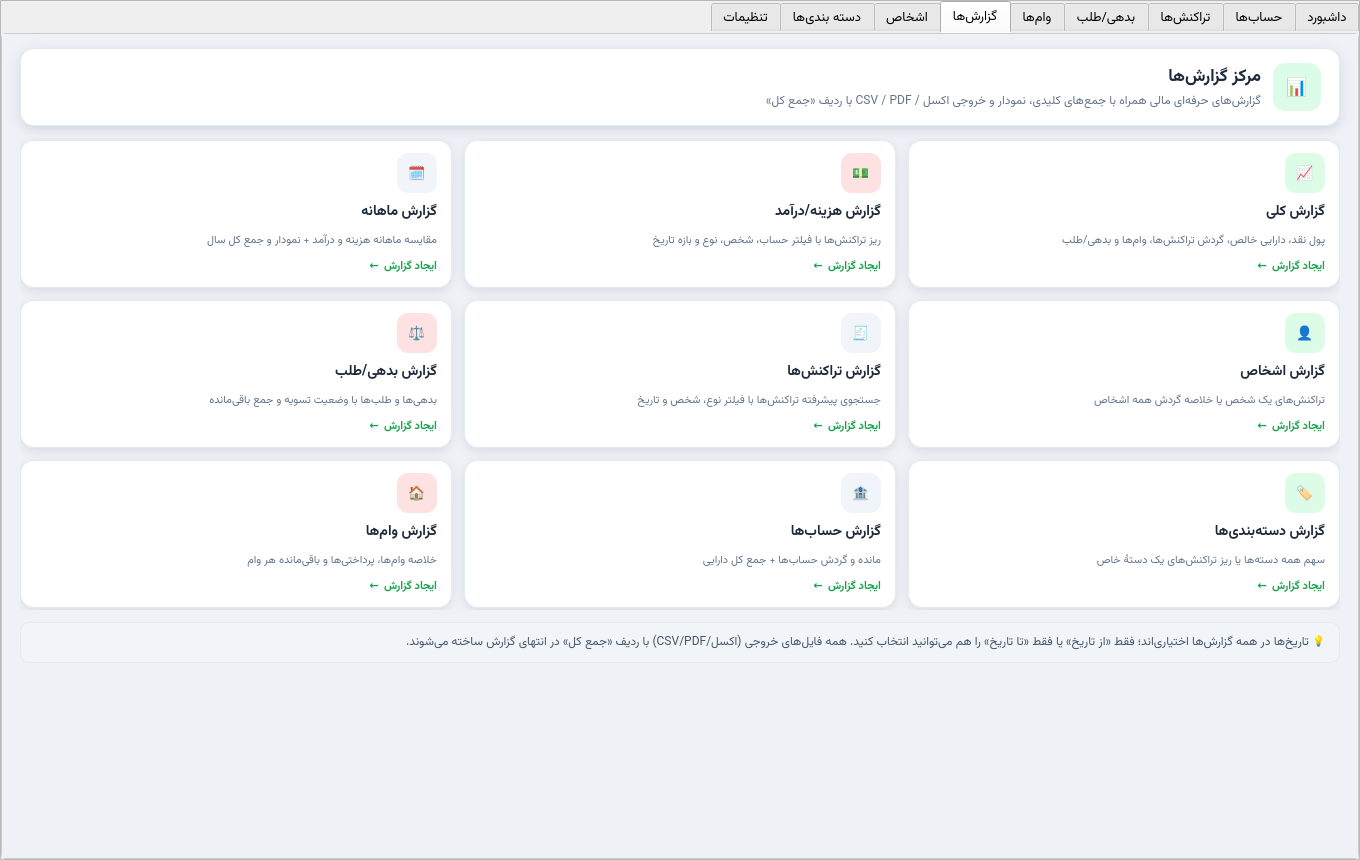 داشبورد
حساب‌ها
تراکنش‌ها
بدهی/طلب
وام‌ها
گزارش‌ها
اشخاص
دسته بندی‌ها
تنظیمات
مرکز گزارش‌ها
گزارش‌های حرفه‌ای مالی همراه با جمع‌های کلیدی، نمودار و خروجی اکسل / CSV / PDF با ردیف «جمع کل»
گزارش کلی
پول نقد، دارایی خالص، گردش تراکنش‌ها، وام‌ها و بدهی/طلب
ایجاد گزارش ←
گزارش هزینه/درآمد
ریز تراکنش‌ها با فیلتر حساب، شخص، نوع و بازه تاریخ
ایجاد گزارش ←
گزارش ماهانه
مقایسه ماهانه هزینه و درآمد + نمودار و جمع کل سال
ایجاد گزارش ←
گزارش اشخاص
تراکنش‌های یک شخص یا خلاصه گردش همه اشخاص
ایجاد گزارش ←
گزارش تراکنش‌ها
جستجوی پیشرفته تراکنش‌ها با فیلتر نوع، شخص و تاریخ
ایجاد گزارش ←
گزارش بدهی/طلب
بدهی‌ها و طلب‌ها با وضعیت تسویه و جمع باقی‌مانده
ایجاد گزارش ←
گزارش دسته‌بندی‌ها
سهم همه دسته‌ها یا ریز تراکنش‌های یک دستهٔ خاص
ایجاد گزارش ←
گزارش حساب‌ها
مانده و گردش حساب‌ها + جمع کل دارایی
ایجاد گزارش ←
گزارش وام‌ها
خلاصه وام‌ها، پرداختی‌ها و باقی‌مانده هر وام
ایجاد گزارش ←
💡 تاریخ‌ها در همه گزارش‌ها اختیاری‌اند؛ فقط «از تاریخ» یا فقط «تا تاریخ» را هم می‌توانید انتخاب کنید. همه فایل‌های خروجی (اکسل/CSV/PDF) با ردیف «جمع کل» در انتهای گزارش ساخته می‌شوند.